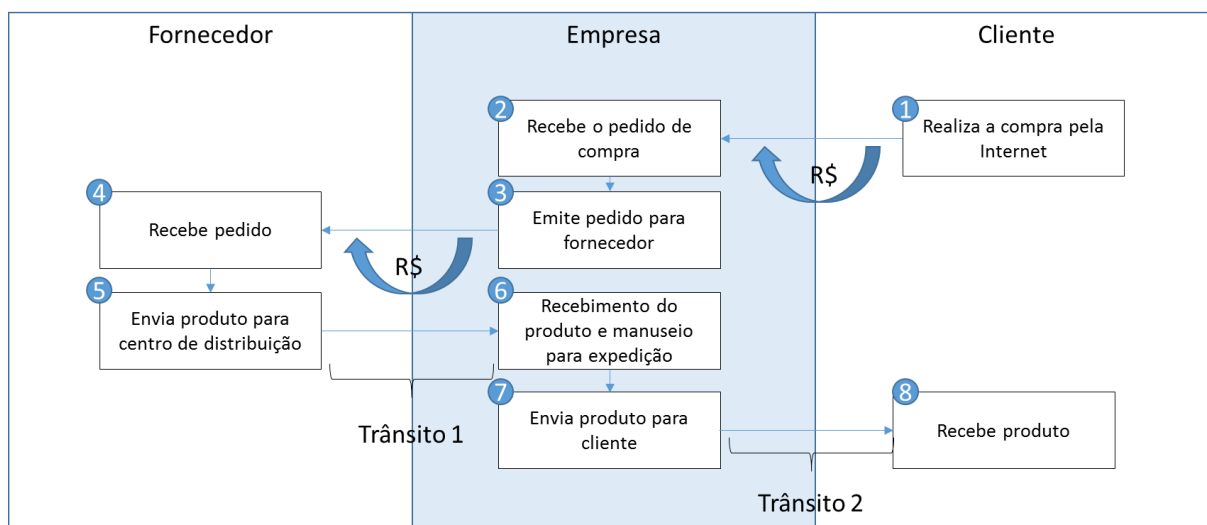 Fornecedor
Empresa
Cliente
1
Realiza a compra pela
Internet
R$
2
Recebe o pedido de
compra
3
Emite pedido para
fornecedor
R$
4
Recebe pedido
5
Envia produto para
centro de distribuição
Trânsito 1
6
Recebimento do
produto e manuseio
para expedição
7
Envia produto para
cliente
Trânsito 2
8
Recebe produto